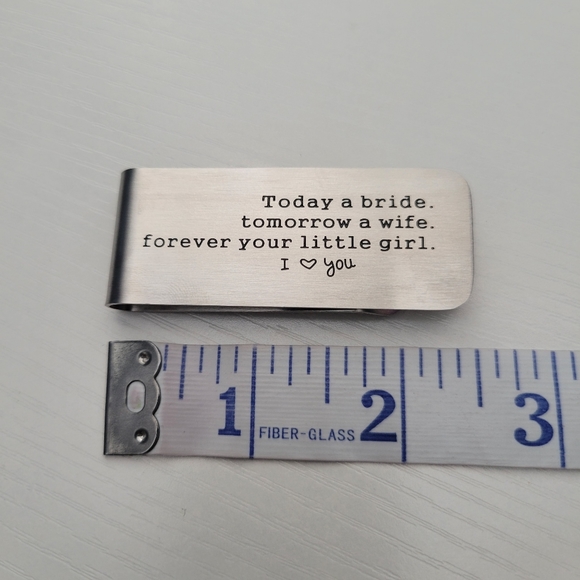 Today a bride.
tomorrow a wife.
forever your little girl.
I ♡ you
1 FIBER-GLASS 2 3